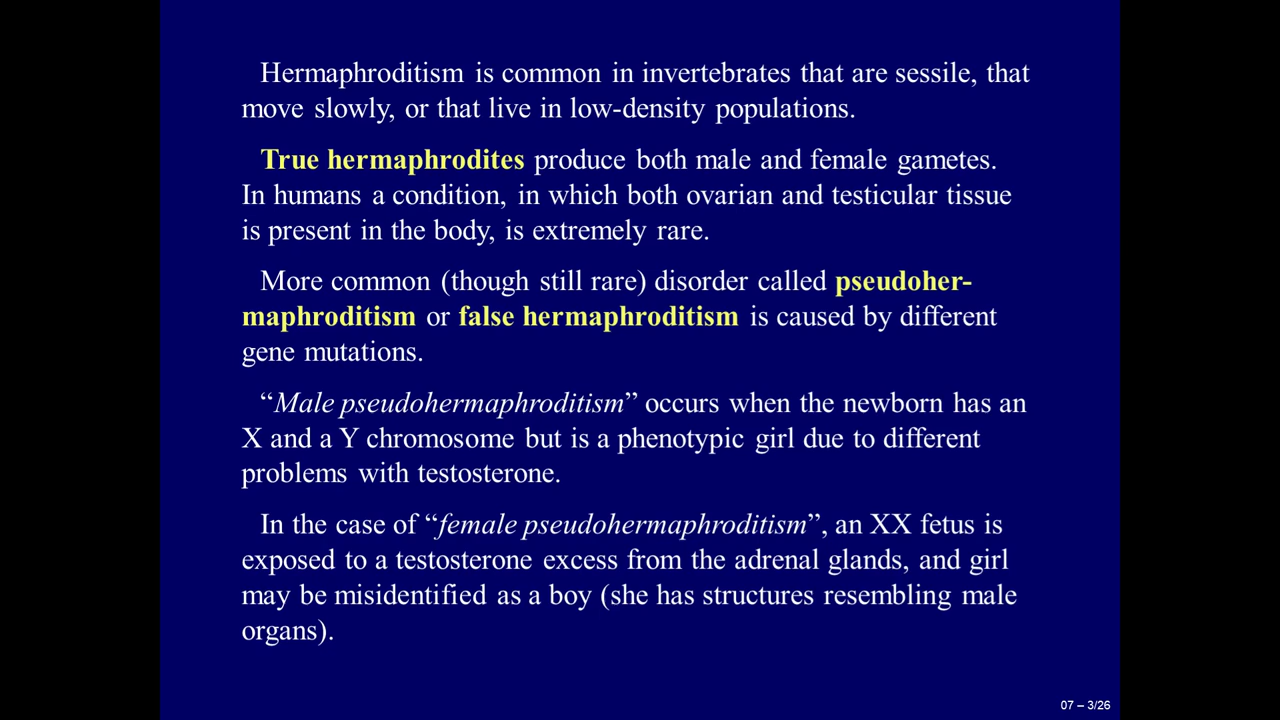 Hermaphroditism is common in invertebrates that are sessile, that
move slowly, or that live in low-density populations.
True hermaphrodites produce both male and female gametes.
In humans a condition, in which both ovarian and testicular tissue
is present in the body, is extremely rare.
More common (though still rare) disorder called pseudoher-
maphroditism or false hermaphroditism is caused by different
gene mutations.
“Male pseudohermaphroditism” occurs when the newborn has an
X and a Y chromosome but is a phenotypic girl due to different
problems with testosterone.
In the case of “female pseudohermaphroditism”, an XX fetus is
exposed to a testosterone excess from the adrenal glands, and girl
may be misidentified as a boy (she has structures resembling male
organs).
07 – 3/26